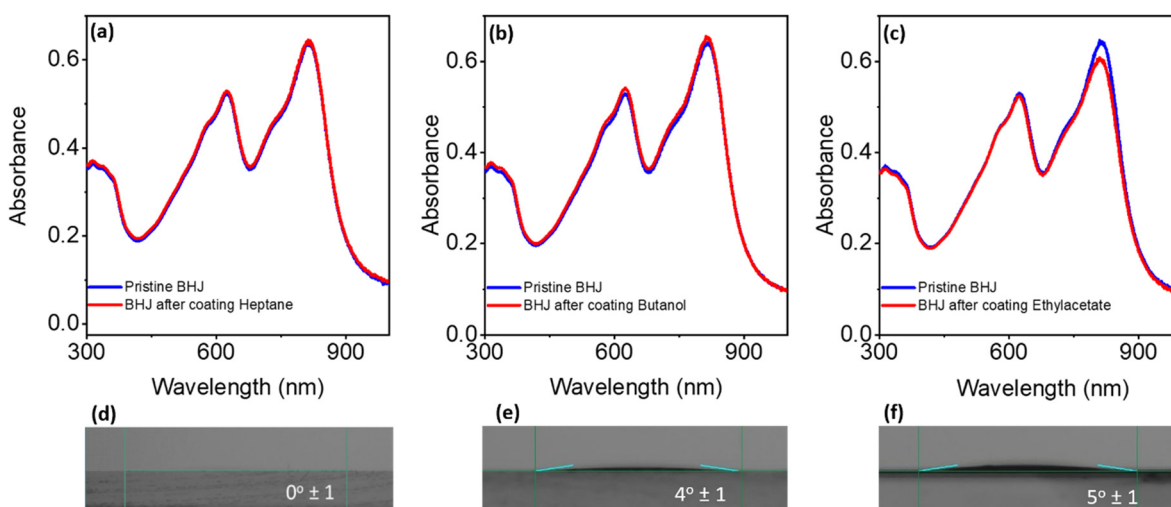 (a)
0.6
0.4
0.2
0.0
Absorbance
Pristine BHJ
BHJ after coating Heptane
300
600
900
Wavelength (nm)
(b)
0.6
0.4
0.2
0.0
Absorbance
Pristine BHJ
BHJ after coating Butanol
300
600
900
Wavelength (nm)
(c)
0.6
0.4
0.2
0.0
Absorbance
Pristine BHJ
BHJ after coating Ethylacetate
300
600
900
Wavelength (nm)
(d)
0° ± 1
(e)
4° ± 1
(f)
5° ± 1